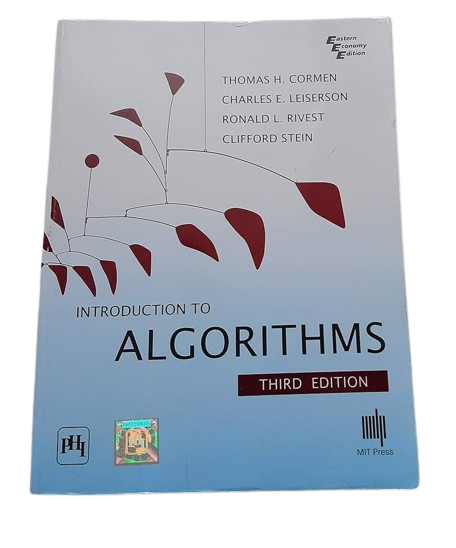 Eastern
Economy
Edition
THOMAS H. CORMEN
CHARLES E. LEISERSON
RONALD L. RIVEST
CLIFFORD STEIN
INTRODUCTION TO
ALGORITHMS
THIRD EDITION
PHI
MIT Press